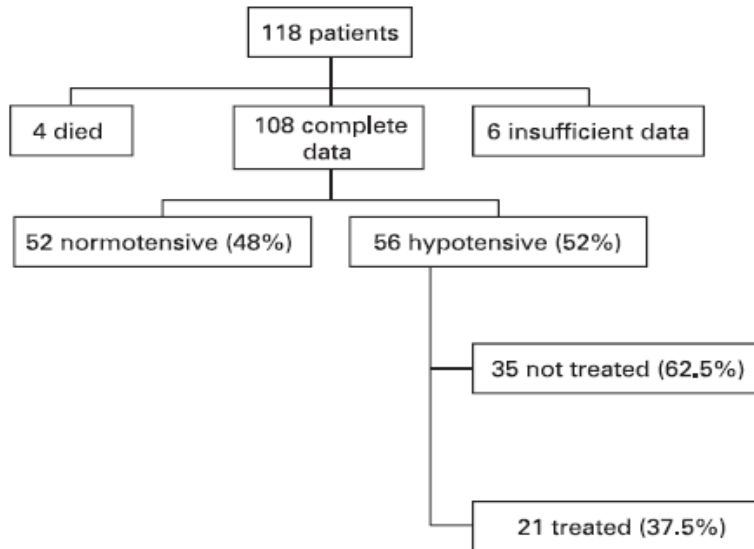 118 patients
4 died
108 complete
data
6 insufficient data
52 normotensive (48%)
56 hypotensive (52%)
35 not treated (62.5%)
21 treated (37.5%)